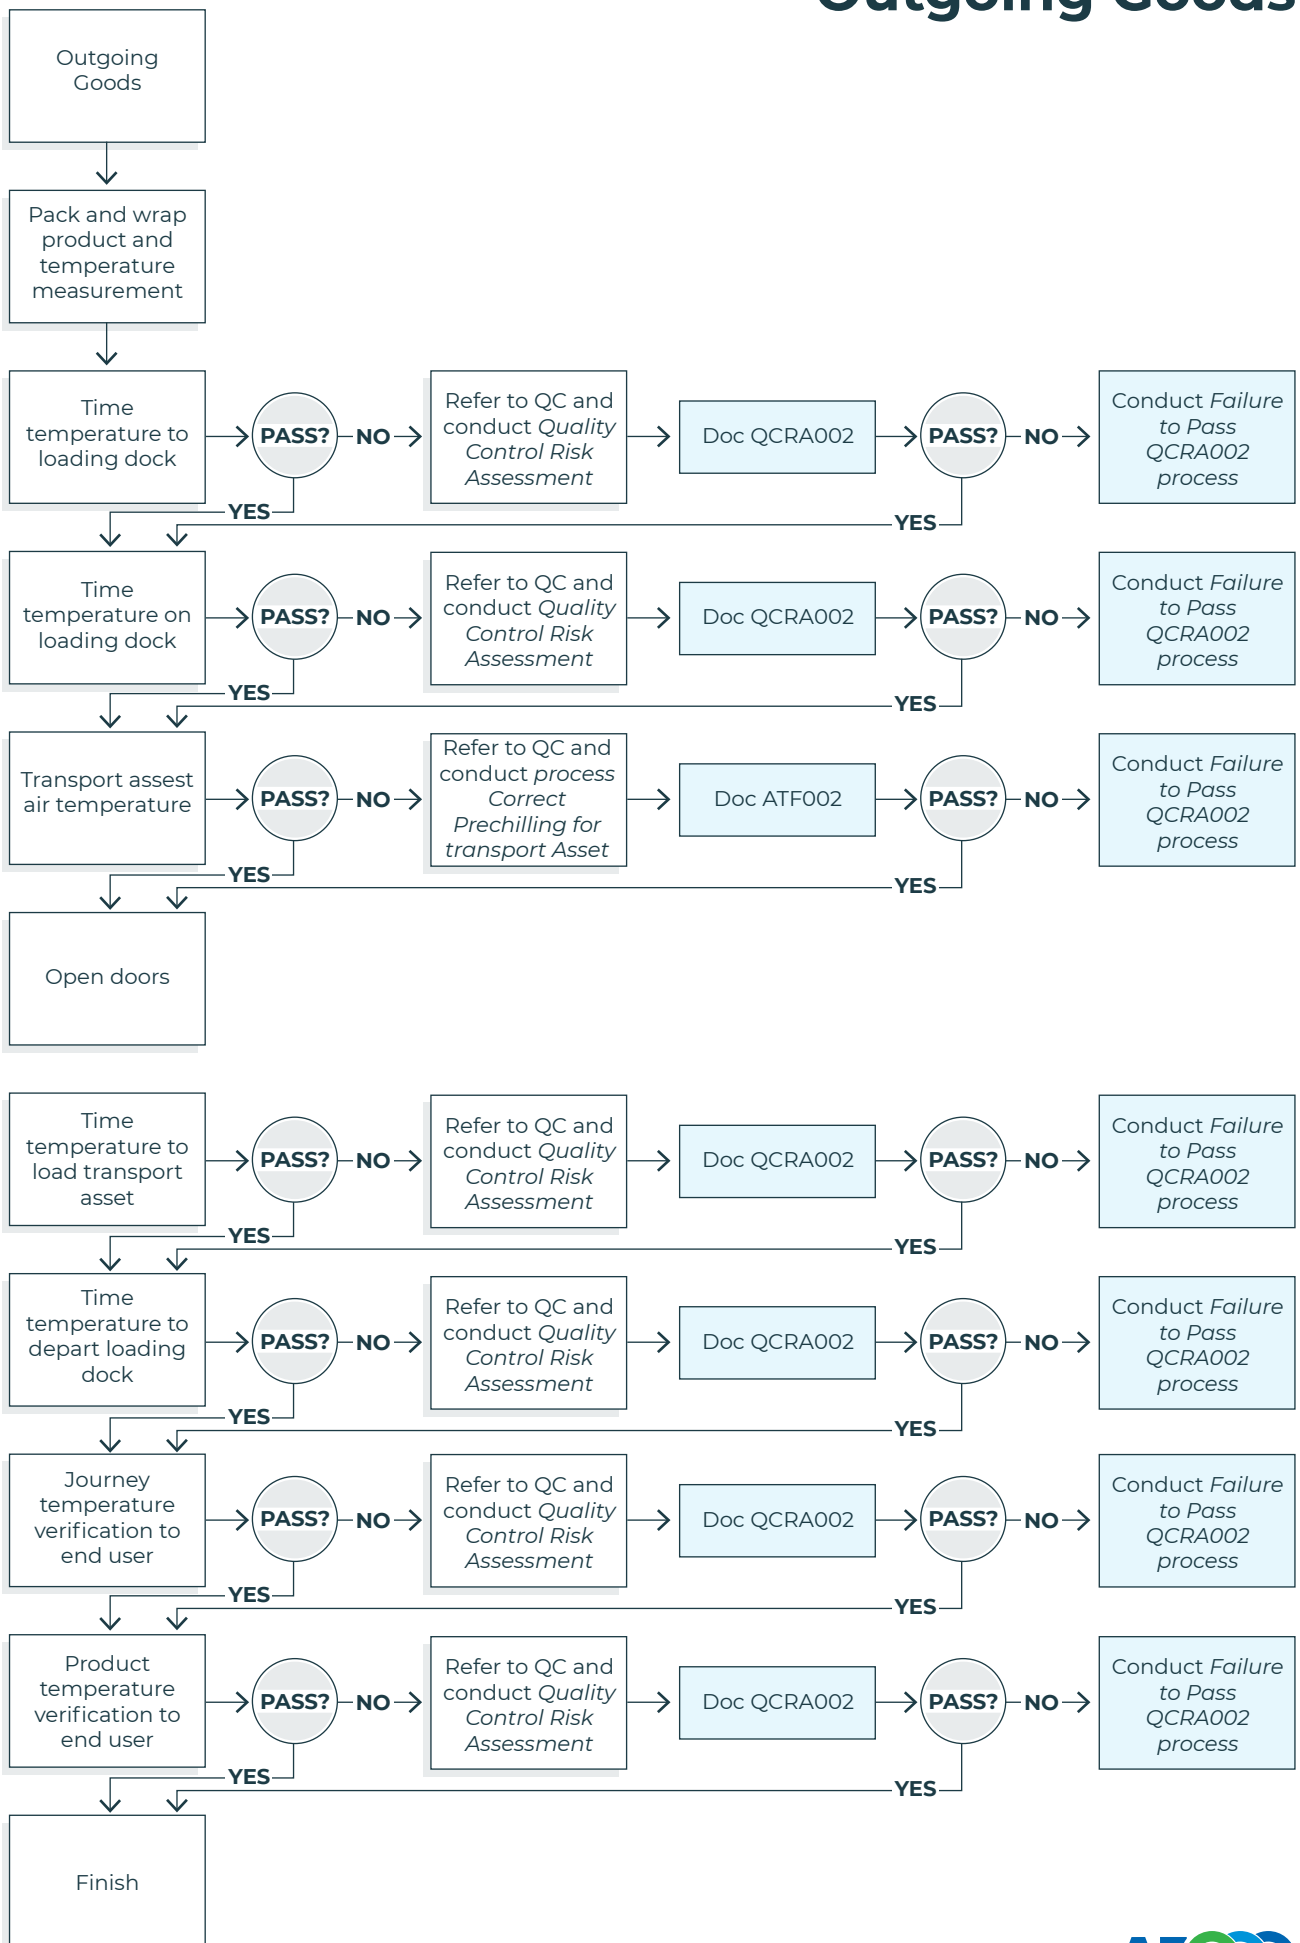 Outgoing Goods
Outgoing
Goods
Pack and wrap
product and
temperature
measurement
Time
temperature to
loading dock
PASS?
NO
Refer to QC and
conduct Quality
Control Risk
Assessment
Doc QCRA002
PASS?
NO
Conduct Failure
to Pass
QCRA002
process
YES
YES
Time
temperature on
loading dock
PASS?
NO
Refer to QC and
conduct Quality
Control Risk
Assessment
Doc QCRA002
PASS?
NO
Conduct Failure
to Pass
QCRA002
process
YES
YES
Transport assest
air temperature
PASS?
NO
Refer to QC and
conduct process
Correct
Prechilling for
transport Asset
Doc ATF002
PASS?
NO
Conduct Failure
to Pass
QCRA002
process
YES
YES
Open doors
Time
temperature to
load transport
asset
PASS?
NO
Refer to QC and
conduct Quality
Control Risk
Assessment
Doc QCRA002
PASS?
NO
Conduct Failure
to Pass
QCRA002
process
YES
YES
Time
temperature to
depart loading
dock
PASS?
NO
Refer to QC and
conduct Quality
Control Risk
Assessment
Doc QCRA002
PASS?
NO
Conduct Failure
to Pass
QCRA002
process
YES
YES
Journey
temperature
verification to
end user
PASS?
NO
Refer to QC and
conduct Quality
Control Risk
Assessment
Doc QCRA002
PASS?
NO
Conduct Failure
to Pass
QCRA002
process
YES
YES
Product
temperature
verification to
end user
PASS?
NO
Refer to QC and
conduct Quality
Control Risk
Assessment
Doc QCRA002
PASS?
NO
Conduct Failure
to Pass
QCRA002
process
YES
YES
Finish